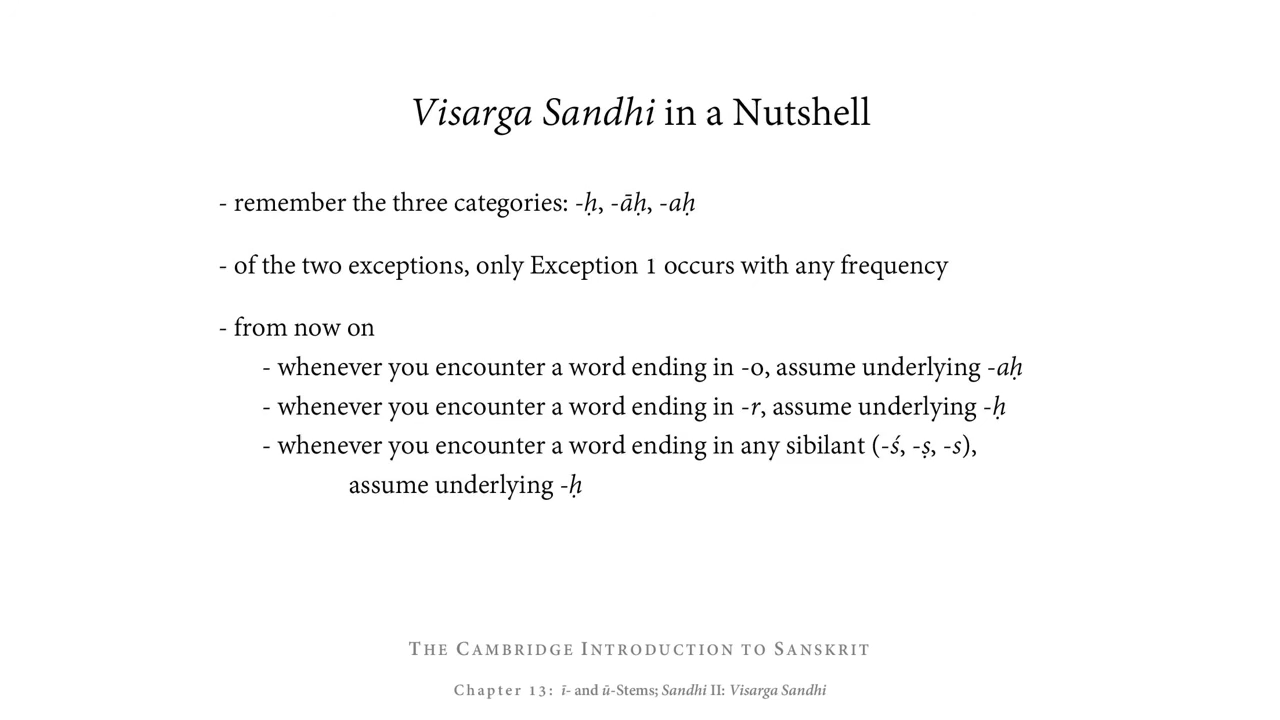 Visarga Sandhi in a Nutshell
- remember the three categories: -ḥ, -āḥ, -aḥ
- of the two exceptions, only Exception 1 occurs with any frequency
- from now on
- whenever you encounter a word ending in -o, assume underlying -aḥ
- whenever you encounter a word ending in -r, assume underlying -ḥ
- whenever you encounter a word ending in any sibilant (-ś, -ṣ, -s),
assume underlying -ḥ
The Cambridge Introduction to Sanskrit
Chapter 13: ī- and ū-Stems; Sandhi II: Visarga Sandhi